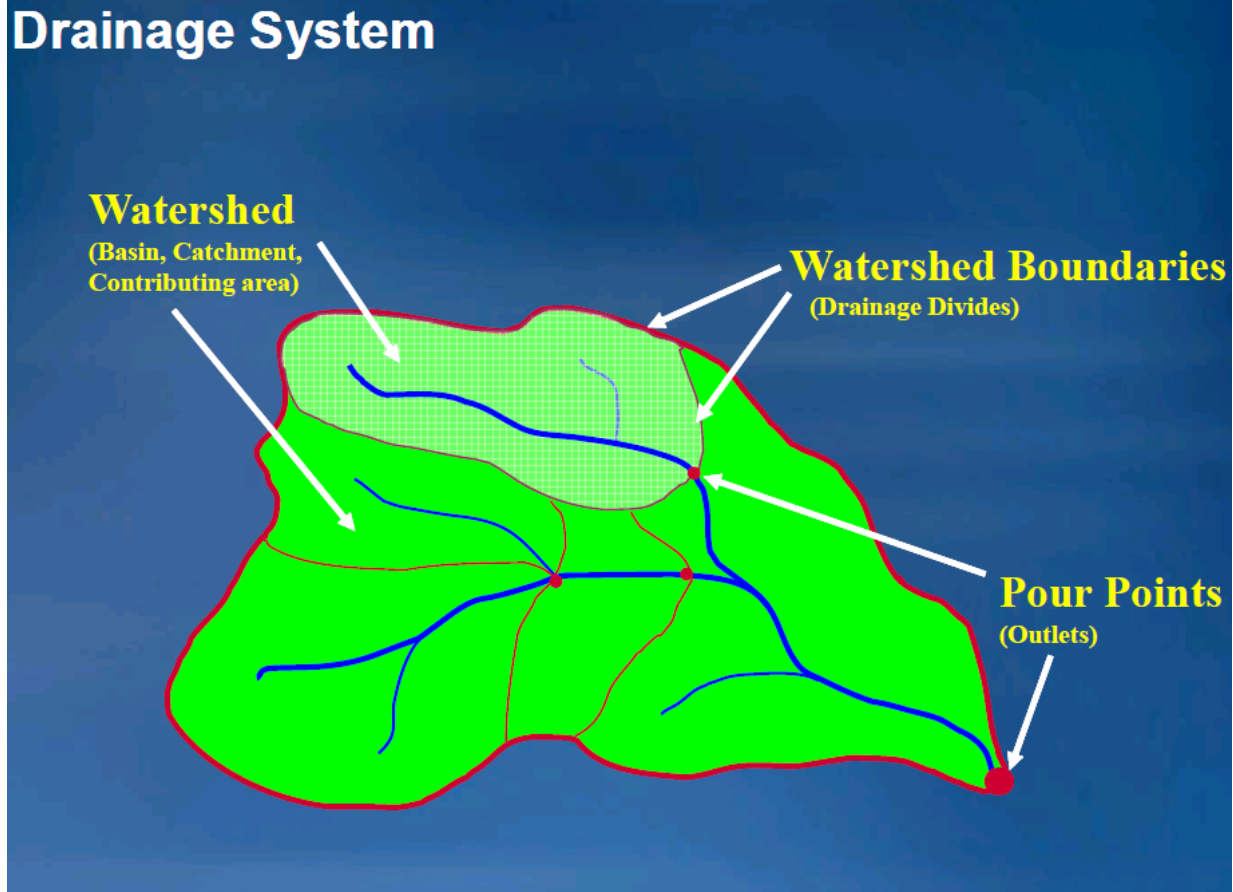 Drainage System
Watershed
(Basin, Catchment,
Contributing area)
Watershed Boundaries
(Drainage Divides)
Pour Points
(Outlets)